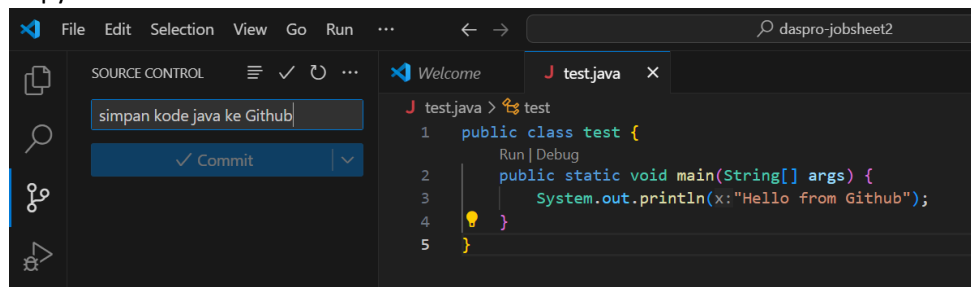 File Edit Selection View Go Run ... daspro-jobsheet2
SOURCE CONTROL
simpan kode java ke Github
Commit
Welcome J test.java
J test.java > test
1 public class test {
Run | Debug
2 public static void main(String[] args) {
3 System.out.println(x:"Hello from Github");
4 }
5 }